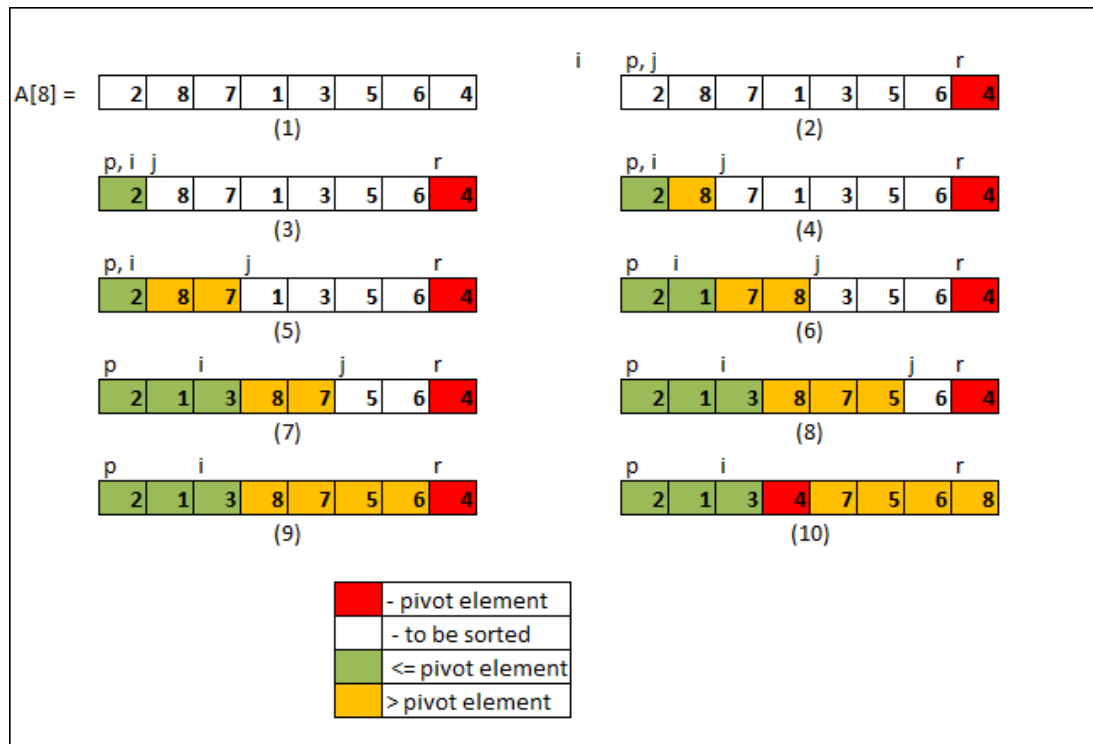 i p, j r
A[8] = 2 8 7 1 3 5 6 4 2 8 7 1 3 5 6 4
(1) (2)
p, i j r p, i j r
2 8 7 1 3 5 6 4 2 8 7 1 3 5 6 4
(3) (4)
p, i j r p i j r
2 8 7 1 3 5 6 4 2 1 7 8 3 5 6 4
(5) (6)
p i j r p i j r
2 1 3 8 7 5 6 4 2 1 3 8 7 5 6 4
(7) (8)
p i r p i r
2 1 3 8 7 5 6 4 2 1 3 4 7 5 6 8
(9) (10)
- pivot element
- to be sorted
<= pivot element
> pivot element